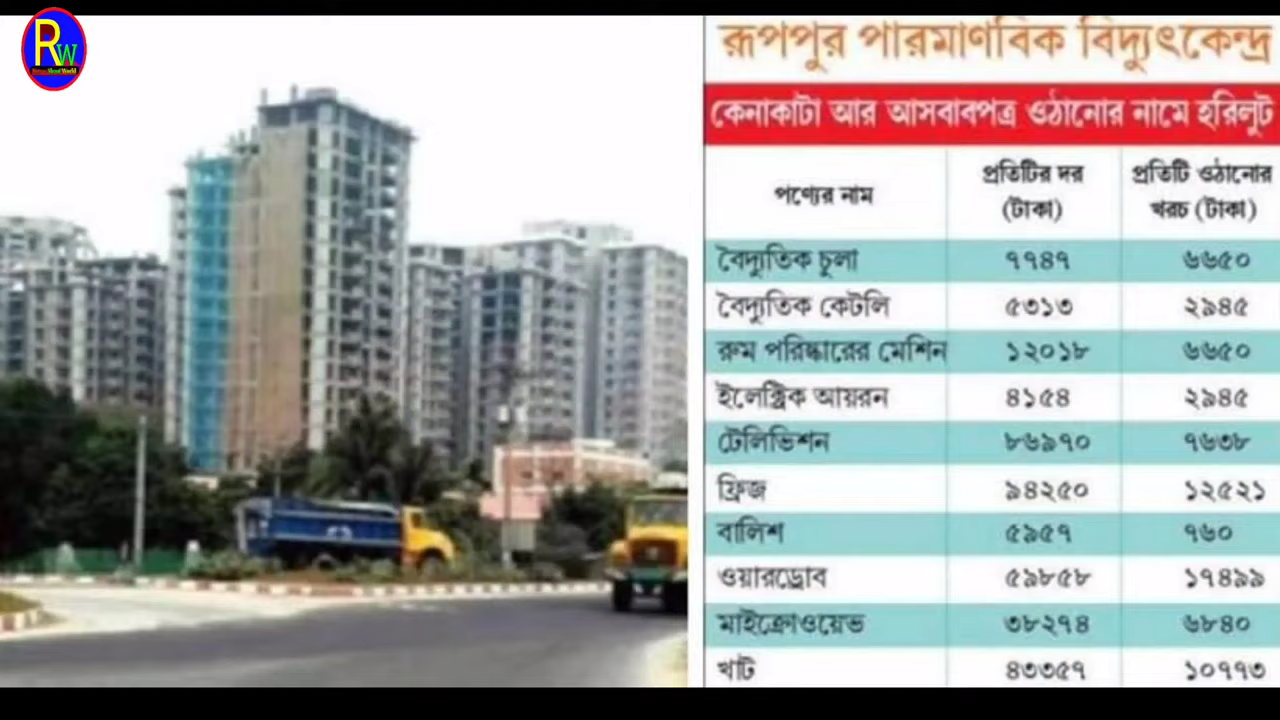 RW
রূপপুর পারমাণবিক বিদ্যুৎকেন্দ্র
কেনাকাটা আর আসবাবপত্র ওঠানোর নামে হরিলুট
পণ্যের নাম প্রতিটির দর (টাকা) প্রতিটি ওঠানোর খরচ (টাকা)
বৈদ্যুতিক চুলা ৭৭৪৭ ৬৬৫০
বৈদ্যুতিক কেটলি ৫৩১৩ ২৯৪৫
রুম পরিষ্কারের মেশিন ১২০১৮ ৬৬৫০
ইলেক্ট্রিক আয়রন ৪১৫৪ ২৯৪৫
টেলিভিশন ৮৬৯৭০ ৭৬৩৮
ফ্রিজ ৯৪২৫০ ১২৫২১
বালিশ ৫৯৫৭ ৭৬০
ওয়ারড্রোব ৫৯৮৫৮ ১৭৪৯৯
মাইক্রোওয়েভ ৩৮২৭৪ ৬৮৪০
খাট ৪৩৩৫৭ ১০৭৭৩